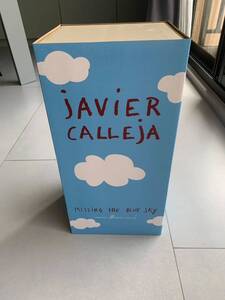 JAVIER
CALLEJA
MISSING THE BLUE SKY